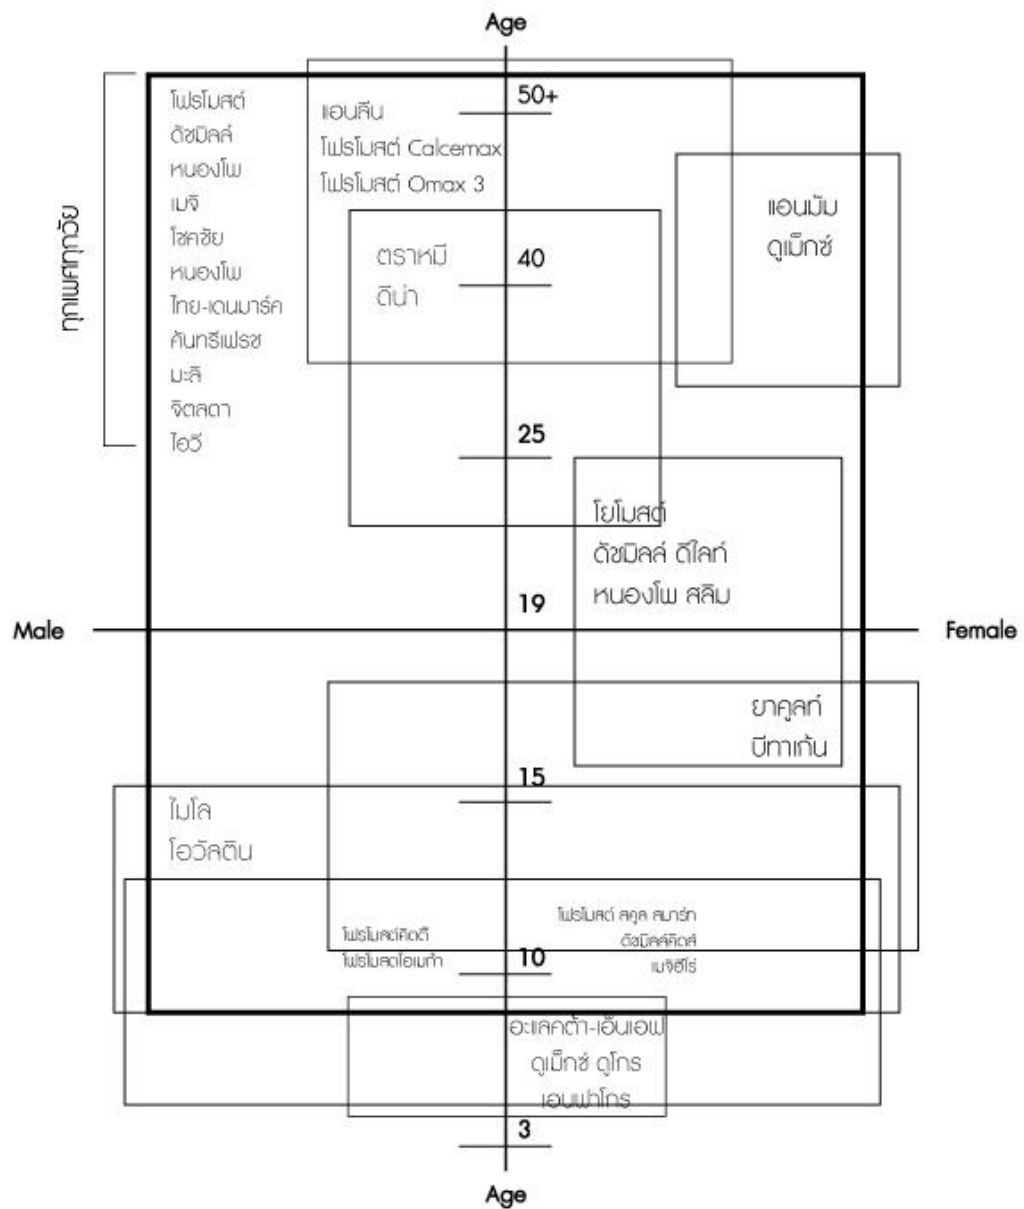 Age
50+
โฟร์โมสต์
ดัชมิลล์
หนองโพ
เมจิ
โชคชัย
หนองโพ
ไทย-เดนมาร์ค
คันทรีเฟรช
มะลิ
จิตลดา
ไอวี
ทุกเพศทุกวัย
แอนลีน
โฟร์โมสต์ Calcemax
โฟร์โมสต์ Omax 3
แอนมัม
ดูเม็กซ์
ตราหมี
ดีน่า
40
25
โยโมสต์
ดัชมิลล์ ดีไลท์
หนองโพ สลิม
19
Male
Female
ยาคูลท์
บีทาเก้น
15
ไมโล
โอวัลติน
โฟร์โมสต์คิตดี้
โฟร์โมสตโอเมก้า
โฟร์โมสต์ สคูล สมาร์ท
ดัชมิลล์คิดส์
เมจิฮีโร่
10
อะแลคต้า-เอ็นเอฟ
ดูเม็กซ์ ดูโกร
เอนฟาโกร
3
Age